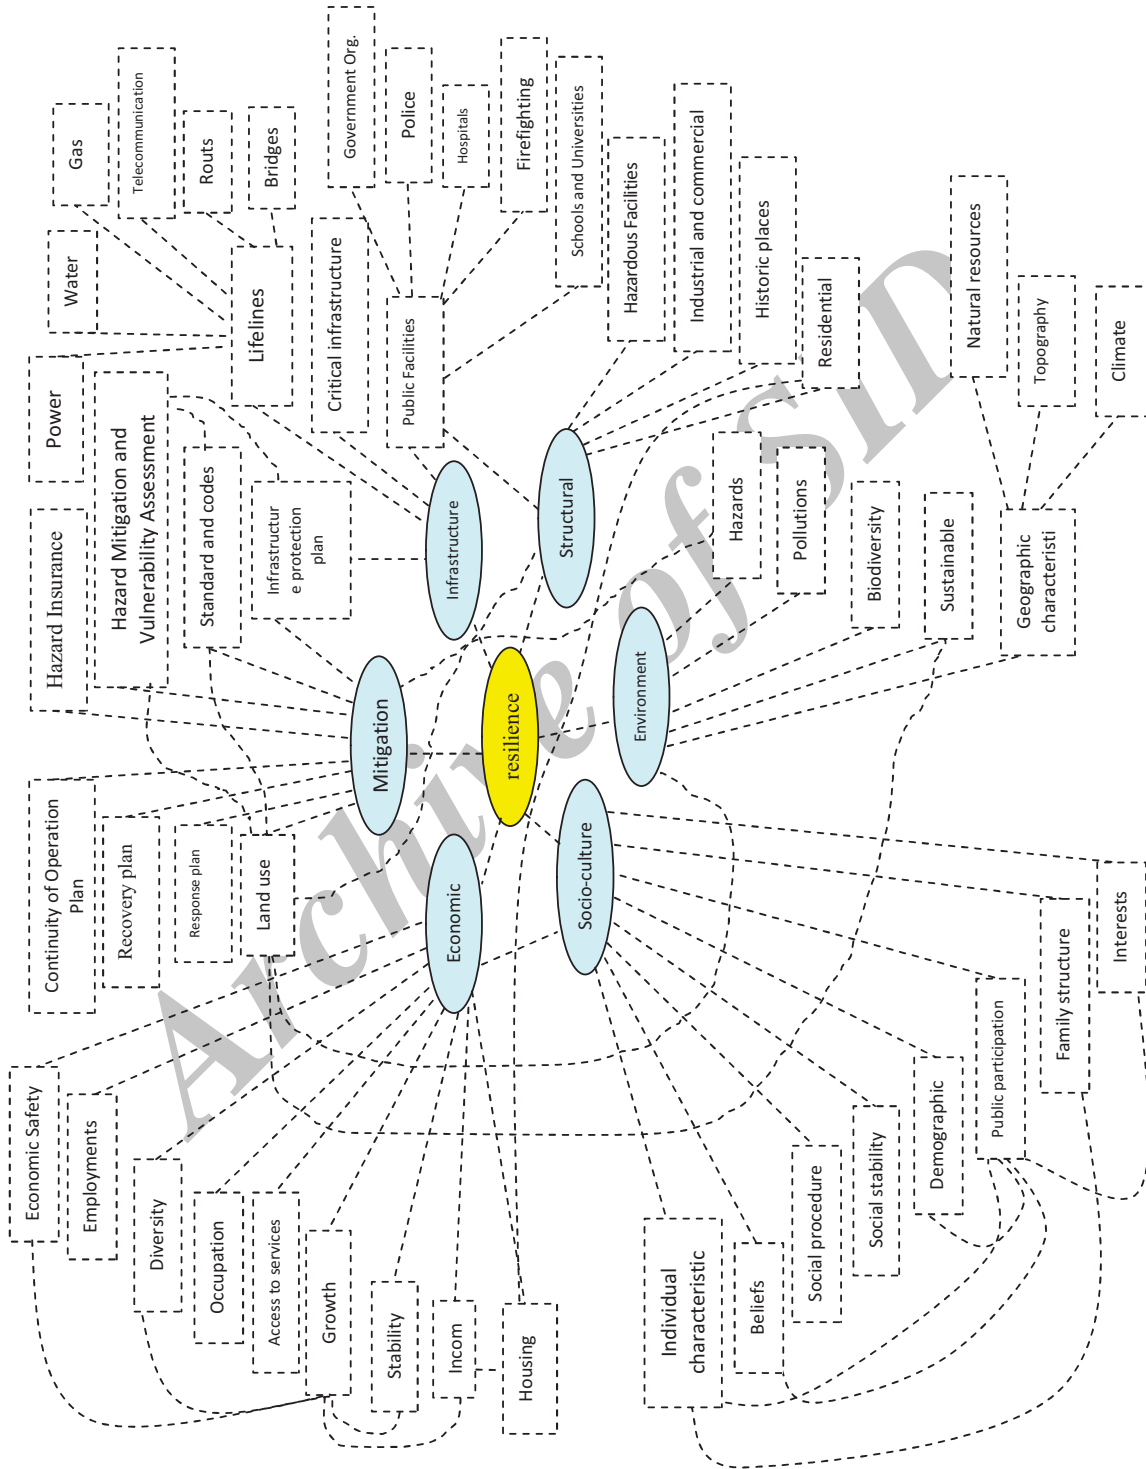 Economic Safety
Employments
Diversity
Occupation
Access to services
Growth
Stability
Incom
Housing
Continuity of Operation
Plan
Recovery plan
Response plan
Land use
Hazard Insurance
Hazard Mitigation and
Vulnerability Assessment
Standard and codes
Infrastructur
e protection
plan
Power
Water
Gas
Telecommunication
Routs
Bridges
Lifelines
Critical infrastructure
Public Facilities
Government Org.
Police
Hospitals
Firefighting
Schools and Universities
Hazardous Facilities
Industrial and commercial
Historic places
Residential
Mitigation
Economic
Infrastructure
resilience
Structural
Socio-culture
Environment
Hazards
Pollutions
Biodiversity
Sustainable
Geographic
characteristi
Natural resources
Topography
Climate
Individual
characteristic
Beliefs
Social procedure
Social stability
Demographic
Public participation
Family structure
Interests
Archive of SID